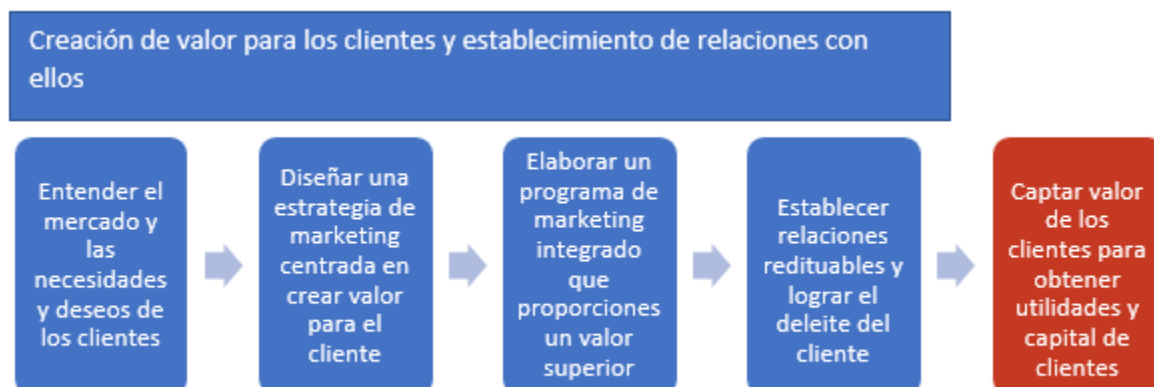 Creación de valor para los clientes y establecimiento de relaciones con
ellos
Entender el
mercado y
las
necesidades
y deseos de
los clientes
Diseñar una
estrategia de
marketing
centrada en
crear valor
para el
cliente
Elaborar un
programa de
marketing
integrado
que
proporciones
un valor
superior
Establecer
relaciones
redituables y
lograr el
deleite del
cliente
Captar valor
de los
clientes para
obtener
utilidades y
capital de
clientes